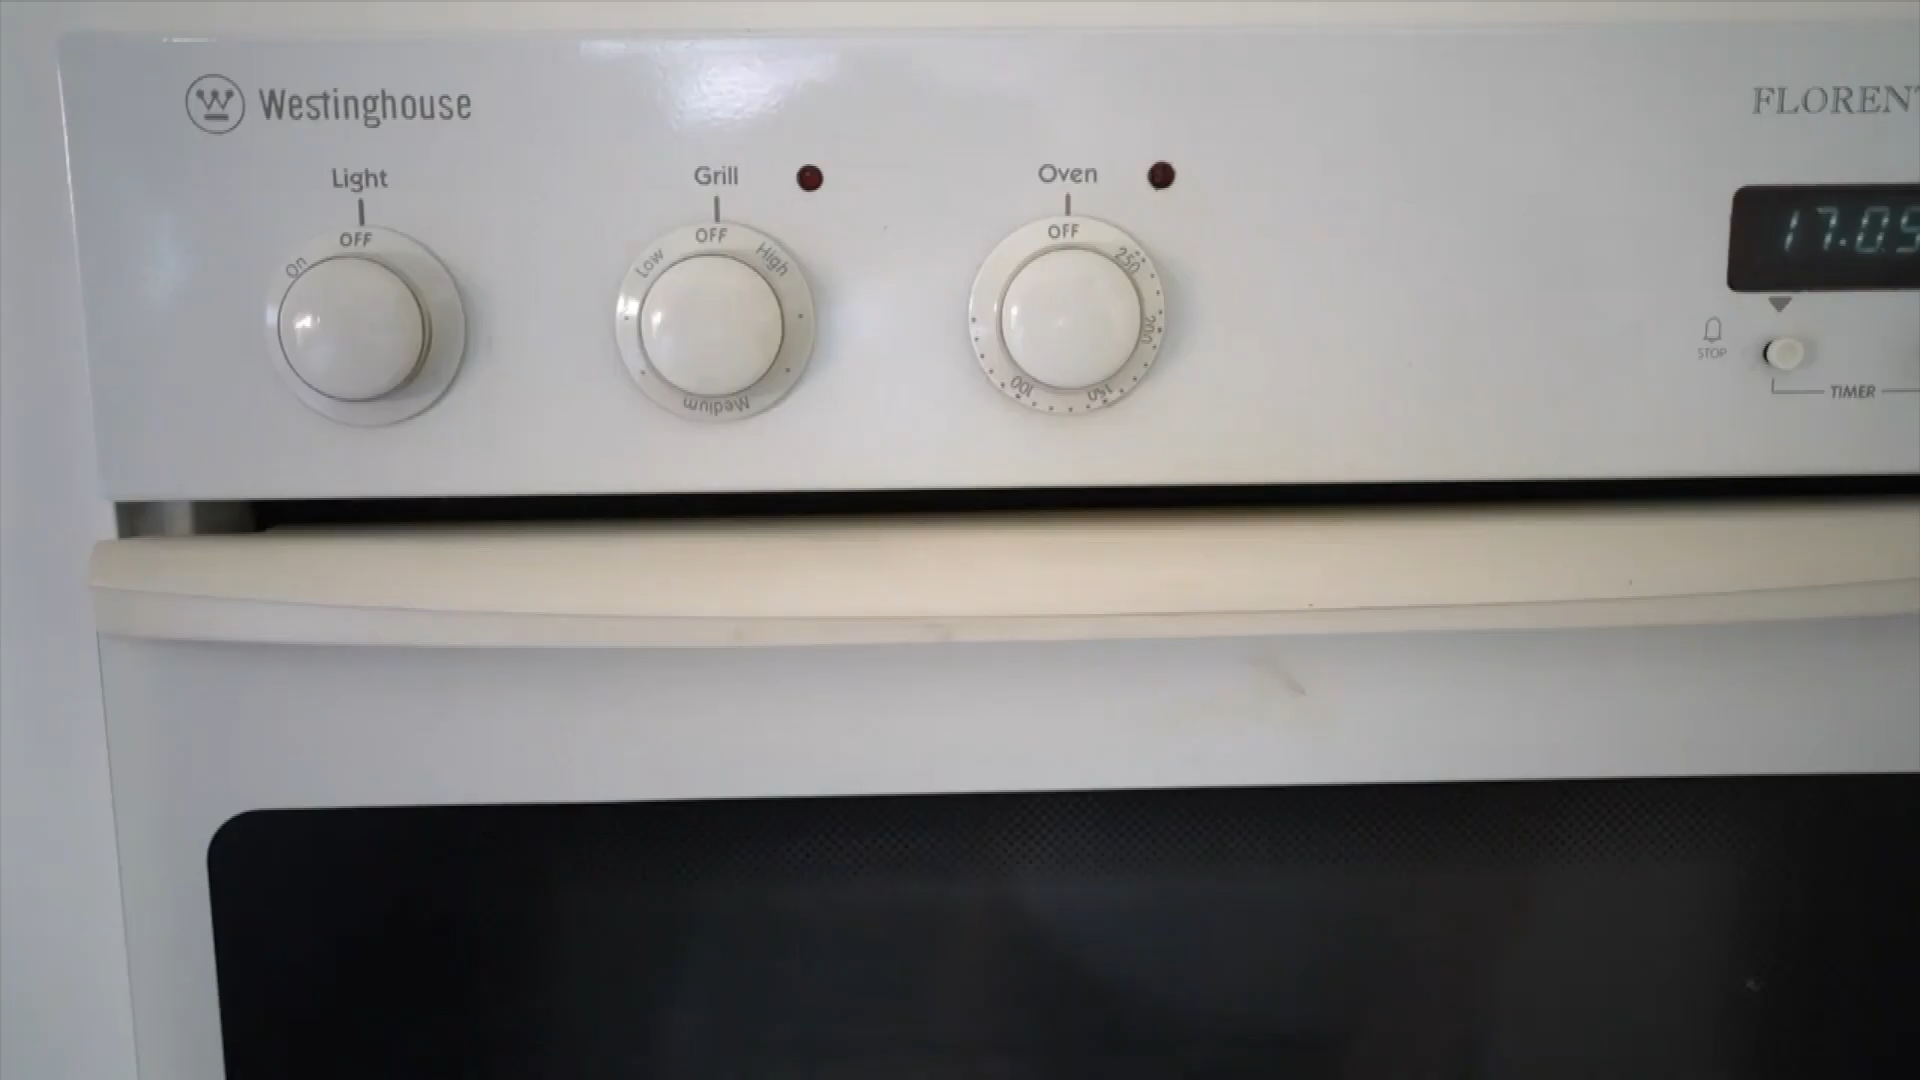 Westinghouse
FLORENT
Light
Grill
Oven
OFF
On
OFF
Low
High
Medium
OFF
250
200
150
100
17.05
STOP
TIMER